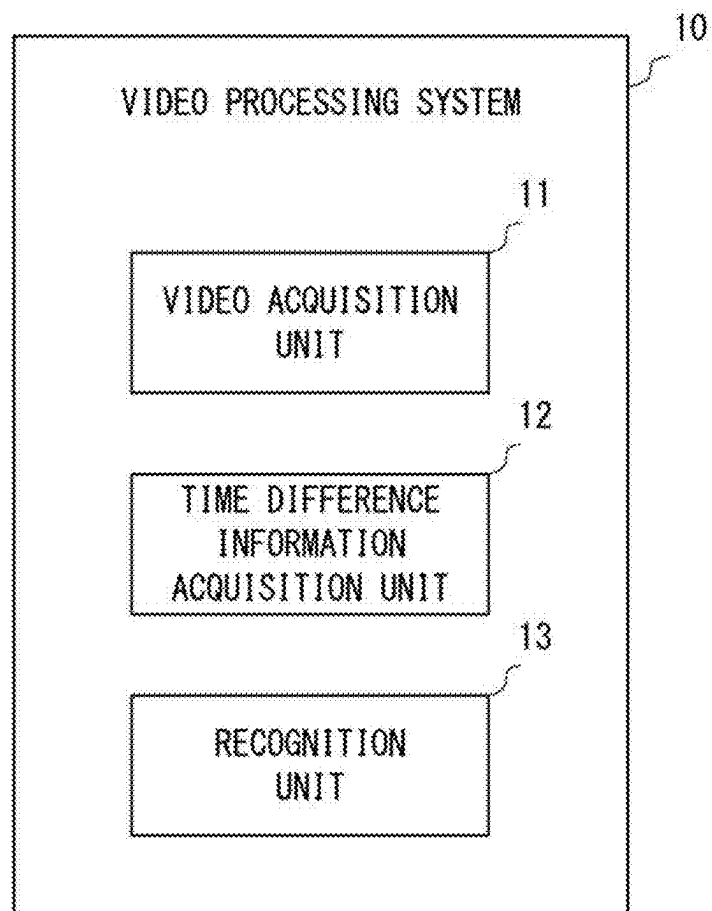 10
VIDEO PROCESSING SYSTEM
11
VIDEO ACQUISITION
UNIT
12
TIME DIFFERENCE
INFORMATION
ACQUISITION UNIT
13
RECOGNITION
UNIT